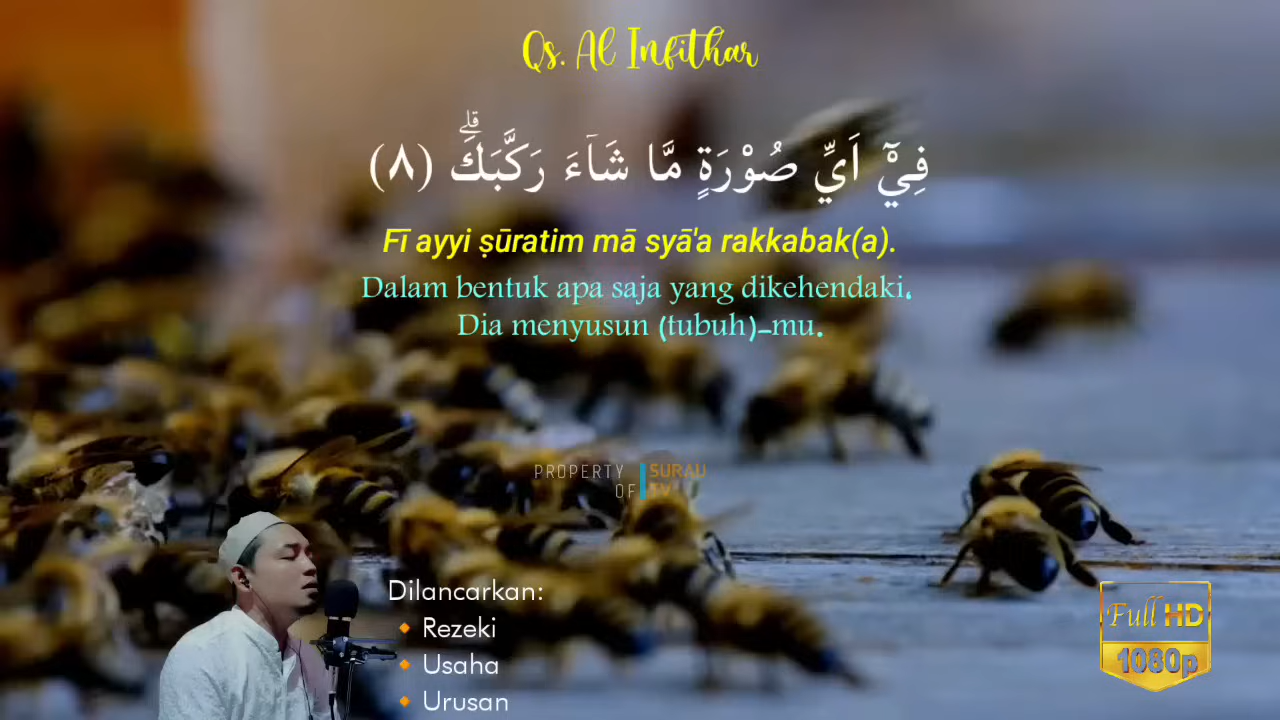 Qs. Al Infithar
فِيْٓ اَيِّ صُوْرَةٍ مَّا شَاۤءَ رَكَّبَكَۗ (٨)
Fī ayyi ṣūratim mā syā'a rakkabak(a).
Dalam bentuk apa saja yang dikehendaki,
Dia menyusun (tubuh)-mu.
PROPERTY OF
SURAU
Dilancarkan:
🔸 Rezeki
🔸 Usaha
🔸 Urusan
Full HD
1080p